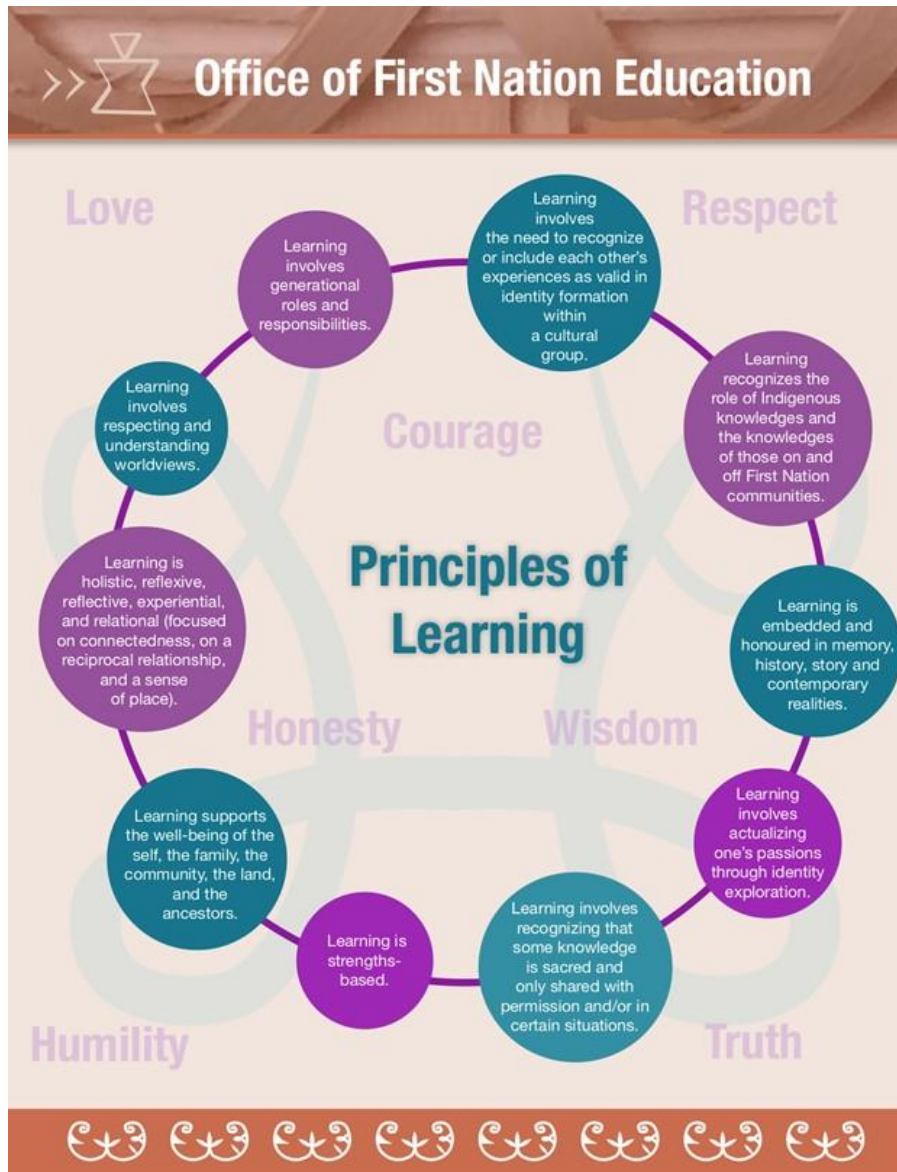 Office of First Nation Education
Love
Respect
Learning
involves
the need to recognize
or include each other's
experiences as valid in
identity formation
within
a cultural
group.
Learning
involves
generational
roles and
responsibilities.
Learning
recognizes the
role of Indigenous
knowledges and
the knowledges
of those on and
off First Nation
communities.
Learning
involves
respecting and
understanding
worldviews.
Courage
Principles of
Learning
Learning is
holistic, reflexive,
reflective, experiential,
and relational (focused
on connectedness, on a
reciprocal relationship,
and a sense
of place).
Learning is
embedded and
honoured in memory,
history, story and
contemporary
realities.
Honesty
Wisdom
Learning
involves
actualizing
one's passions
through identity
exploration.
Learning supports
the well-being of the
self, the family, the
community, the land,
and the
ancestors.
Learning is
strengths-
based.
Learning involves
recognizing that
some knowledge
is sacred and
only shared with
permission and/or in
certain situations.
Humility
Truth